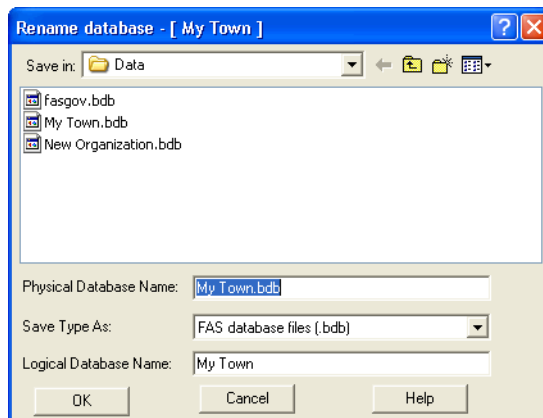 Rename database - [ My Town ]
Save in: Data
fasgov.bdb
My Town.bdb
New Organization.bdb
Physical Database Name: My Town.bdb
Save Type As: FAS database files (.bdb)
Logical Database Name: My Town
OK Cancel Help